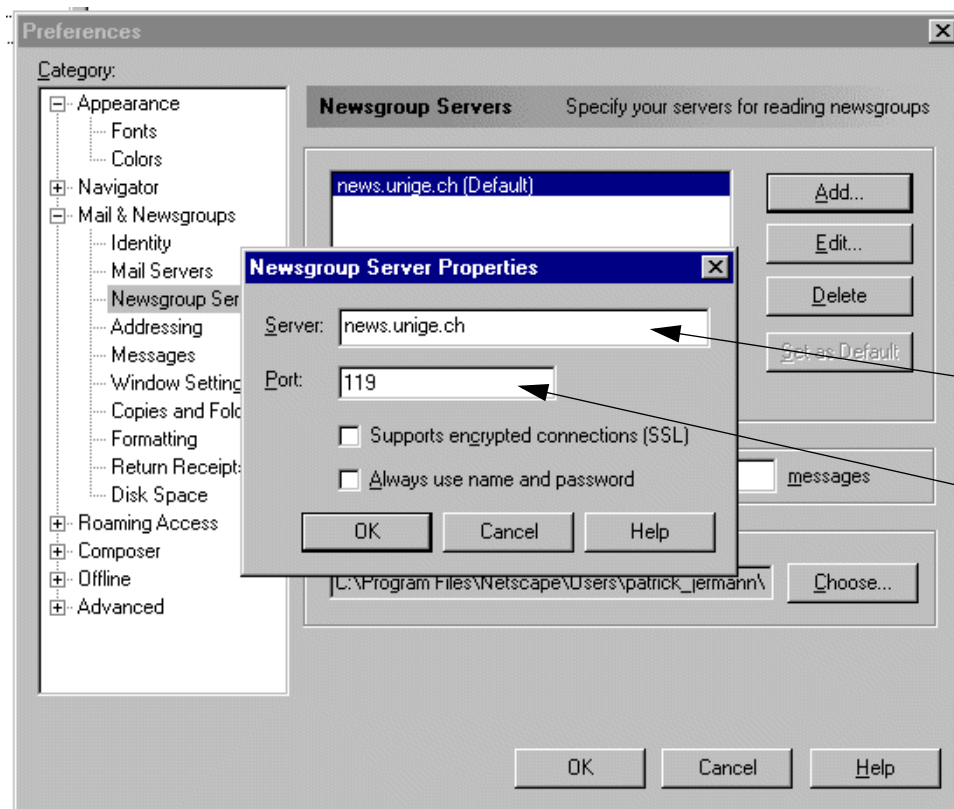 Preferences
Category:
Appearance
Fonts
Colors
Navigator
Mail & Newsgroups
Identity
Mail Servers
Newsgroup Ser
Addressing
Messages
Window Setting
Copies and Fold
Formatting
Return Receipt
Disk Space
Roaming Access
Composer
Offline
Advanced
Newsgroup Servers Specify your servers for reading newsgroups
news.unige.ch (Default)
Add...
Edit...
Delete
Set as Default
Newsgroup Server Properties
Server: news.unige.ch
Port: 119
Supports encrypted connections (SSL)
Always use name and password
OK Cancel Help
messages
C:\Program Files\Netscape\Users\patrick_jermann\
Choose...
OK Cancel Help